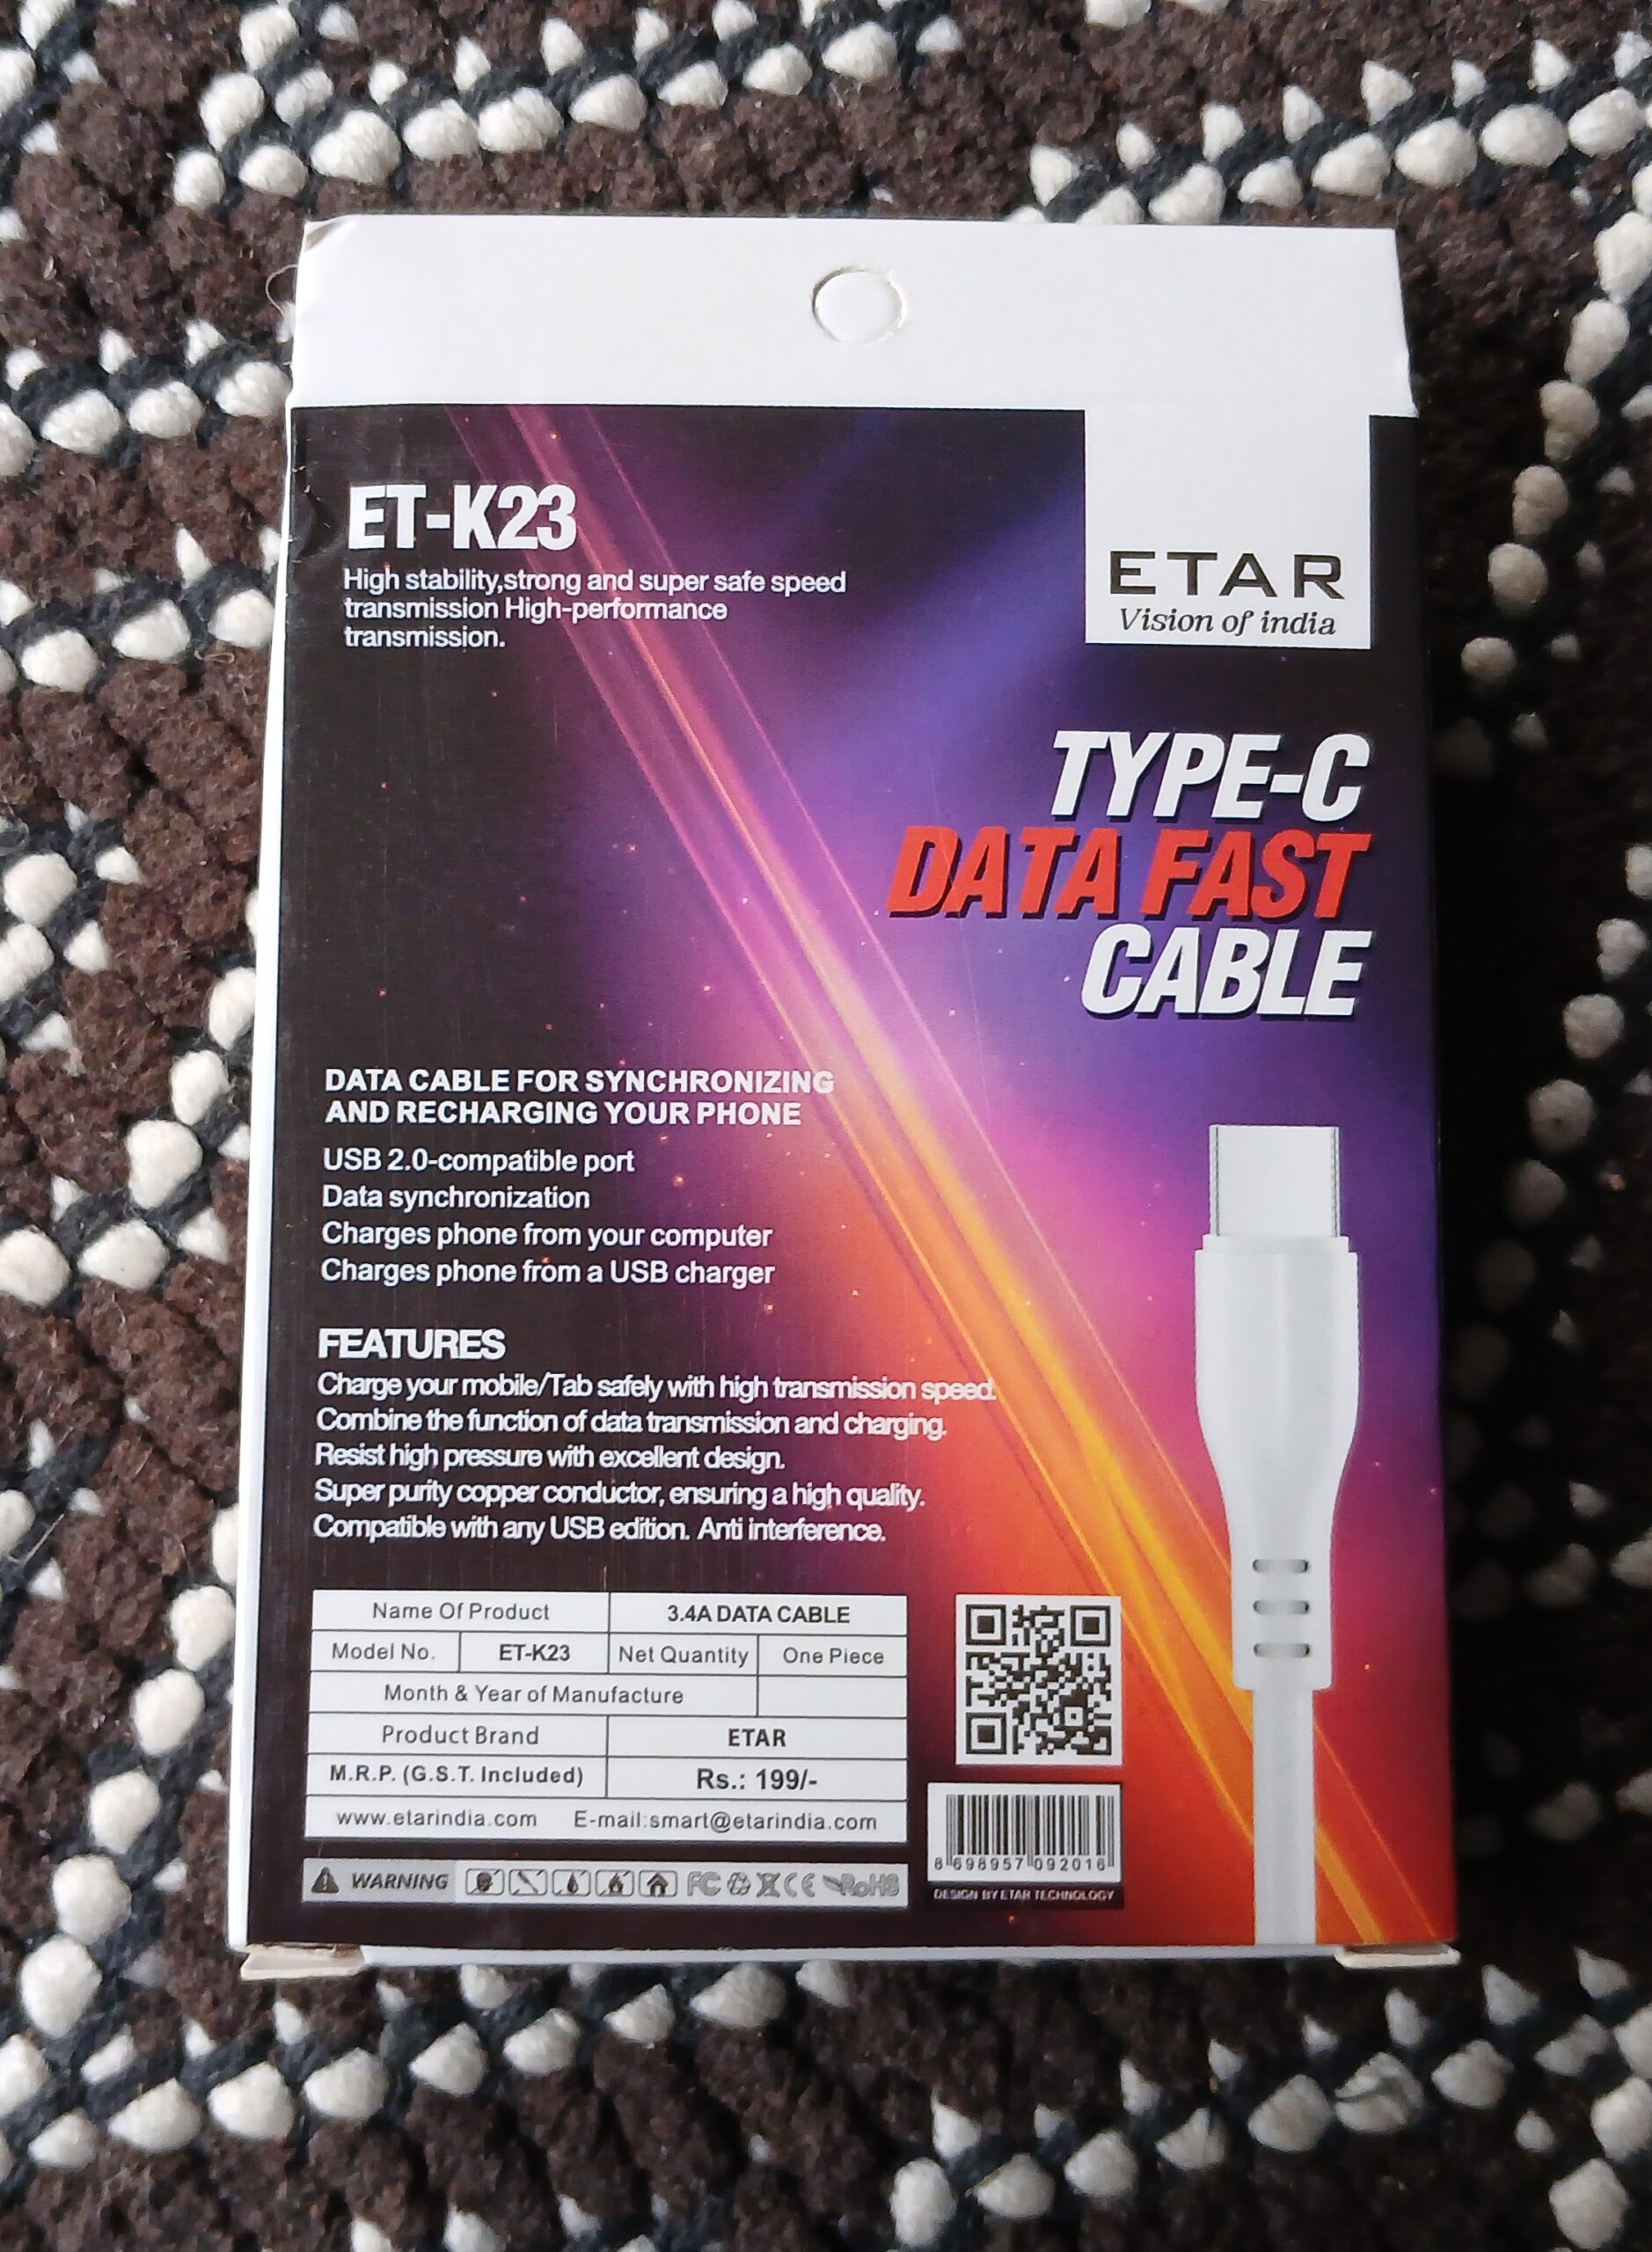 ET-K23
High stability,strong and super safe speed
transmission High-performance
transmission.
ETAR
Vision of india
TYPE-C
DATA FAST
CABLE
DATA CABLE FOR SYNCHRONIZING
AND RECHARGING YOUR PHONE
USB 2.0-compatible port
Data synchronization
Charges phone from your computer
Charges phone from a USB charger
FEATURES
Charge your mobile/Tab safely with high transmission speed.
Combine the function of data transmission and charging.
Resist high pressure with excellent design.
Super purity copper conductor, ensuring a high quality.
Compatible with any USB edition. Anti interference.
Name Of Product 3.4A DATA CABLE
Model No. ET-K23 Net Quantity One Piece
Month & Year of Manufacture
Product Brand ETAR
M.R.P. (G.S.T. Included) Rs.: 199/-
www.etarindia.com E-mail:smart@etarindia.com
WARNING FC CE RoHS
8 698957 092016
DESIGN BY ETAR TECHNOLOGY